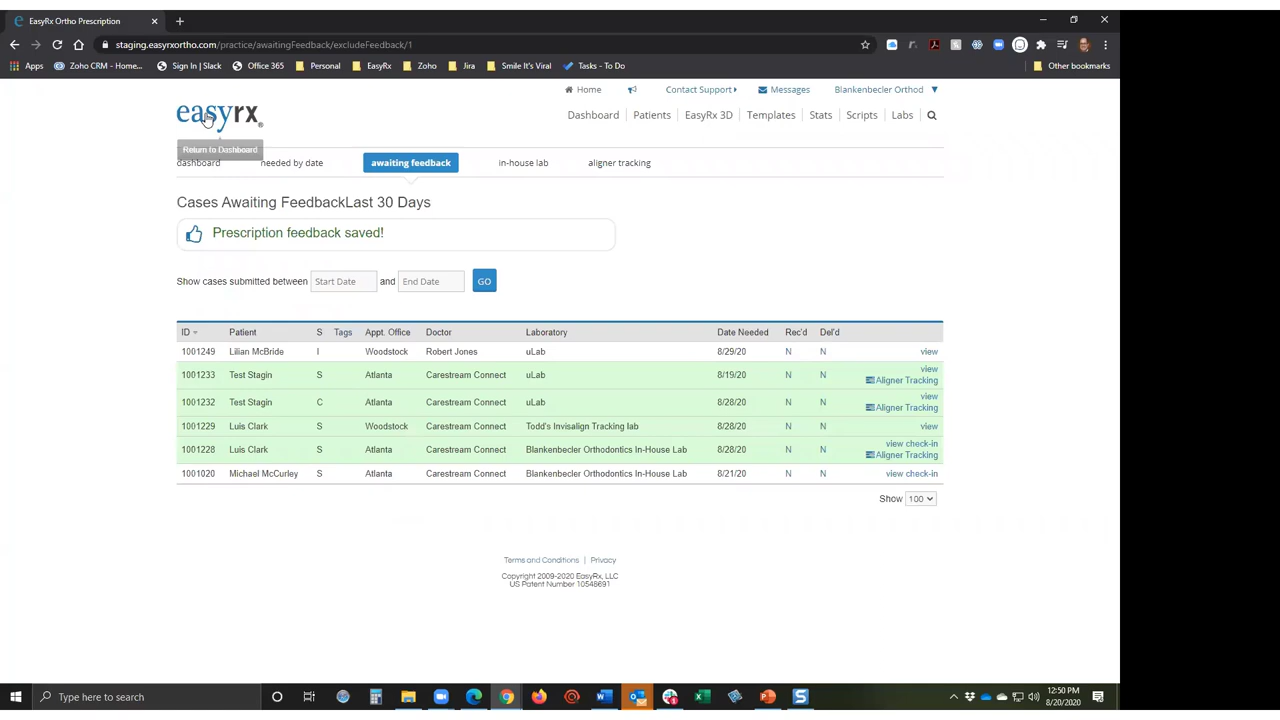 EasyRx Ortho Prescription
staging.easyrxortho.com/practice/awaitingFeedback/excludeFeedback/1
Apps Zoho CRM - Home... Sign In | Slack Office 365 Personal EasyRx Zoho Jira Smile It's Viral Tasks - To Do Other bookmarks
Home Contact Support Messages Blankenbecler Orthod
easyrx
Dashboard Patients EasyRx 3D Templates Stats Scripts Labs
Return to Dashboard
dashboard needed by date awaiting feedback in-house lab aligner tracking
Cases Awaiting FeedbackLast 30 Days
Prescription feedback saved!
Show cases submitted between Start Date and End Date GO
ID Patient S Tags Appt. Office Doctor Laboratory Date Needed Rec'd Del'd
1001249 Lilian McBride I Woodstock Robert Jones uLab 8/29/20 N N view
1001233 Test Stagin S Atlanta Carestream Connect uLab 8/19/20 N N view
Aligner Tracking
1001232 Test Stagin C Atlanta Carestream Connect uLab 8/28/20 N N view
Aligner Tracking
1001229 Luis Clark S Woodstock Carestream Connect Todd's Invisalign Tracking lab 8/28/20 N N view
1001228 Luis Clark S Atlanta Carestream Connect Blankenbecler Orthodontics In-House Lab 8/28/20 N N view check-in
Aligner Tracking
1001020 Michael McCurley S Atlanta Carestream Connect Blankenbecler Orthodontics In-House Lab 8/21/20 N N view check-in
Show 100
Terms and Conditions | Privacy
Copyright 2009-2020 EasyRx, LLC
US Patent Number 10548691
Type here to search
12:50 PM
8/20/2020